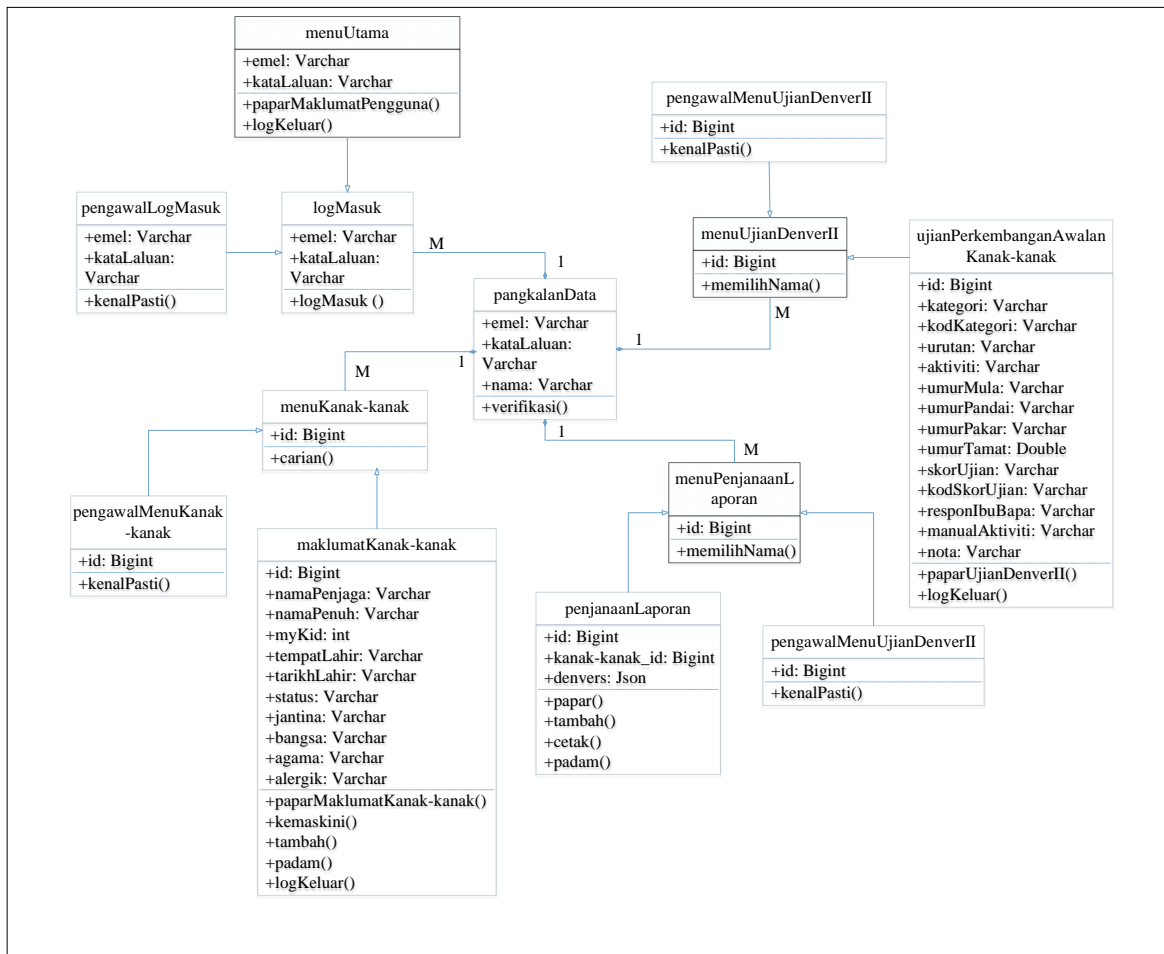 menuUtama
+emel: Varchar
+kataLaluan: Varchar
+paparMaklumatPengguna()
+logKeluar()
pengawalMenuUjianDenverII
+id: Bigint
+kenalPasti()
pengawalLogMasuk
+emel: Varchar
+kataLaluan:
Varchar
+kenalPasti()
logMasuk
+emel: Varchar
+kataLaluan:
Varchar
+logMasuk ()
M
1
menuUjianDenverII
+id: Bigint
+memilihNama()
M
1
ujianPerkembanganAwalan
Kanak-kanak
+id: Bigint
+kategori: Varchar
+kodKategori: Varchar
+urutan: Varchar
+aktiviti: Varchar
+umurMula: Varchar
+umurPandai: Varchar
+umurPakar: Varchar
+umurTamat: Double
+skorUjian: Varchar
+kodSkorUjian: Varchar
+responIbuBapa: Varchar
+manualAktiviti: Varchar
+nota: Varchar
+paparUjianDenverII()
+logKeluar()
pangkalanData
+emel: Varchar
+kataLaluan:
Varchar
+nama: Varchar
+verifikasi()
1
M
menuKanak-kanak
+id: Bigint
+carian()
1
M
menuPenjanaanL
aporan
+id: Bigint
+memilihNama()
pengawalMenuKanak
-kanak
+id: Bigint
+kenalPasti()
maklumatKanak-kanak
+id: Bigint
+namaPenjaga: Varchar
+namaPenuh: Varchar
+myKid: int
+tempatLahir: Varchar
+tarikhLahir: Varchar
+status: Varchar
+jantina: Varchar
+bangsa: Varchar
+agama: Varchar
+alergik: Varchar
+paparMaklumatKanak-kanak()
+kemaskini()
+tambah()
+padam()
+logKeluar()
penjanaanLaporan
+id: Bigint
+kanak-kanak_id: Bigint
+denvers: Json
+papar()
+tambah()
+cetak()
+padam()
pengawalMenuUjianDenverII
+id: Bigint
+kenalPasti()